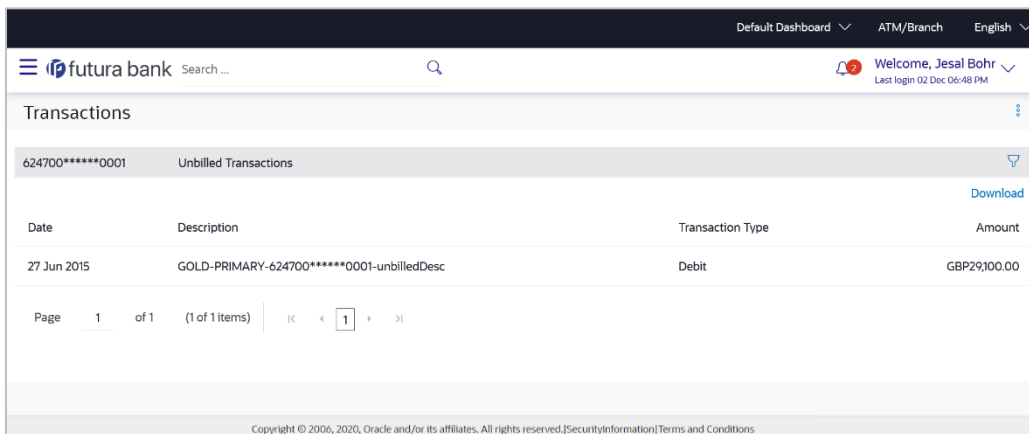 Default Dashboard ATM/Branch English
futura bank Search ... 2 Welcome, Jesal Bohr
Last login 02 Dec 06:48 PM
Transactions
624700******0001 Unbilled Transactions
Download
Date Description Transaction Type Amount
27 Jun 2015 GOLD-PRIMARY-624700******0001-unbilledDesc Debit GBP29,100.00
Page 1 of 1 (1 of 1 items) 1
Copyright © 2006, 2020, Oracle and/or its affiliates. All rights reserved.|SecurityInformation|Terms and Conditions